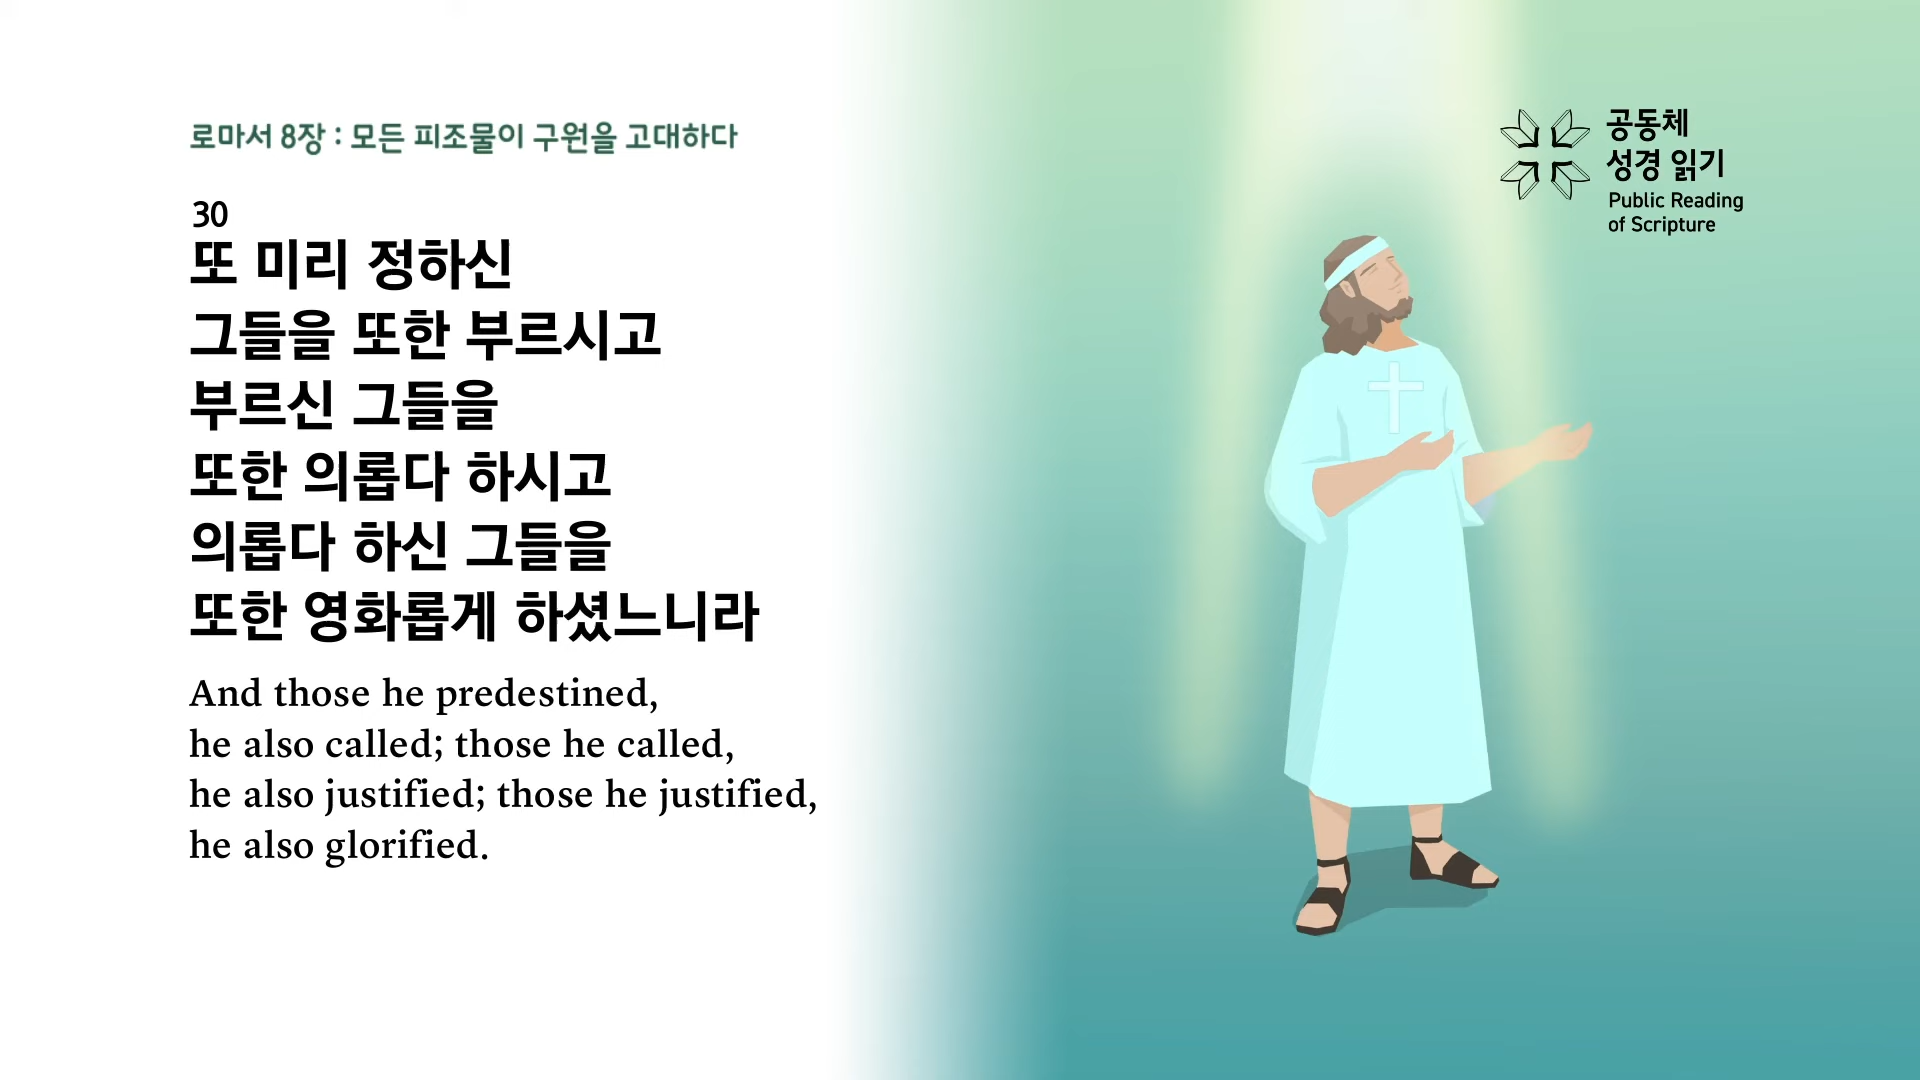 로마서 8장 : 모든 피조물이 구원을 고대하다
30
또 미리 정하신
그들을 또한 부르시고
부르신 그들을
또한 의롭다 하시고
의롭다 하신 그들을
또한 영화롭게 하셨느니라
And those he predestined,
he also called; those he called,
he also justified; those he justified,
he also glorified.
공동체
성경 읽기
Public Reading
of Scripture